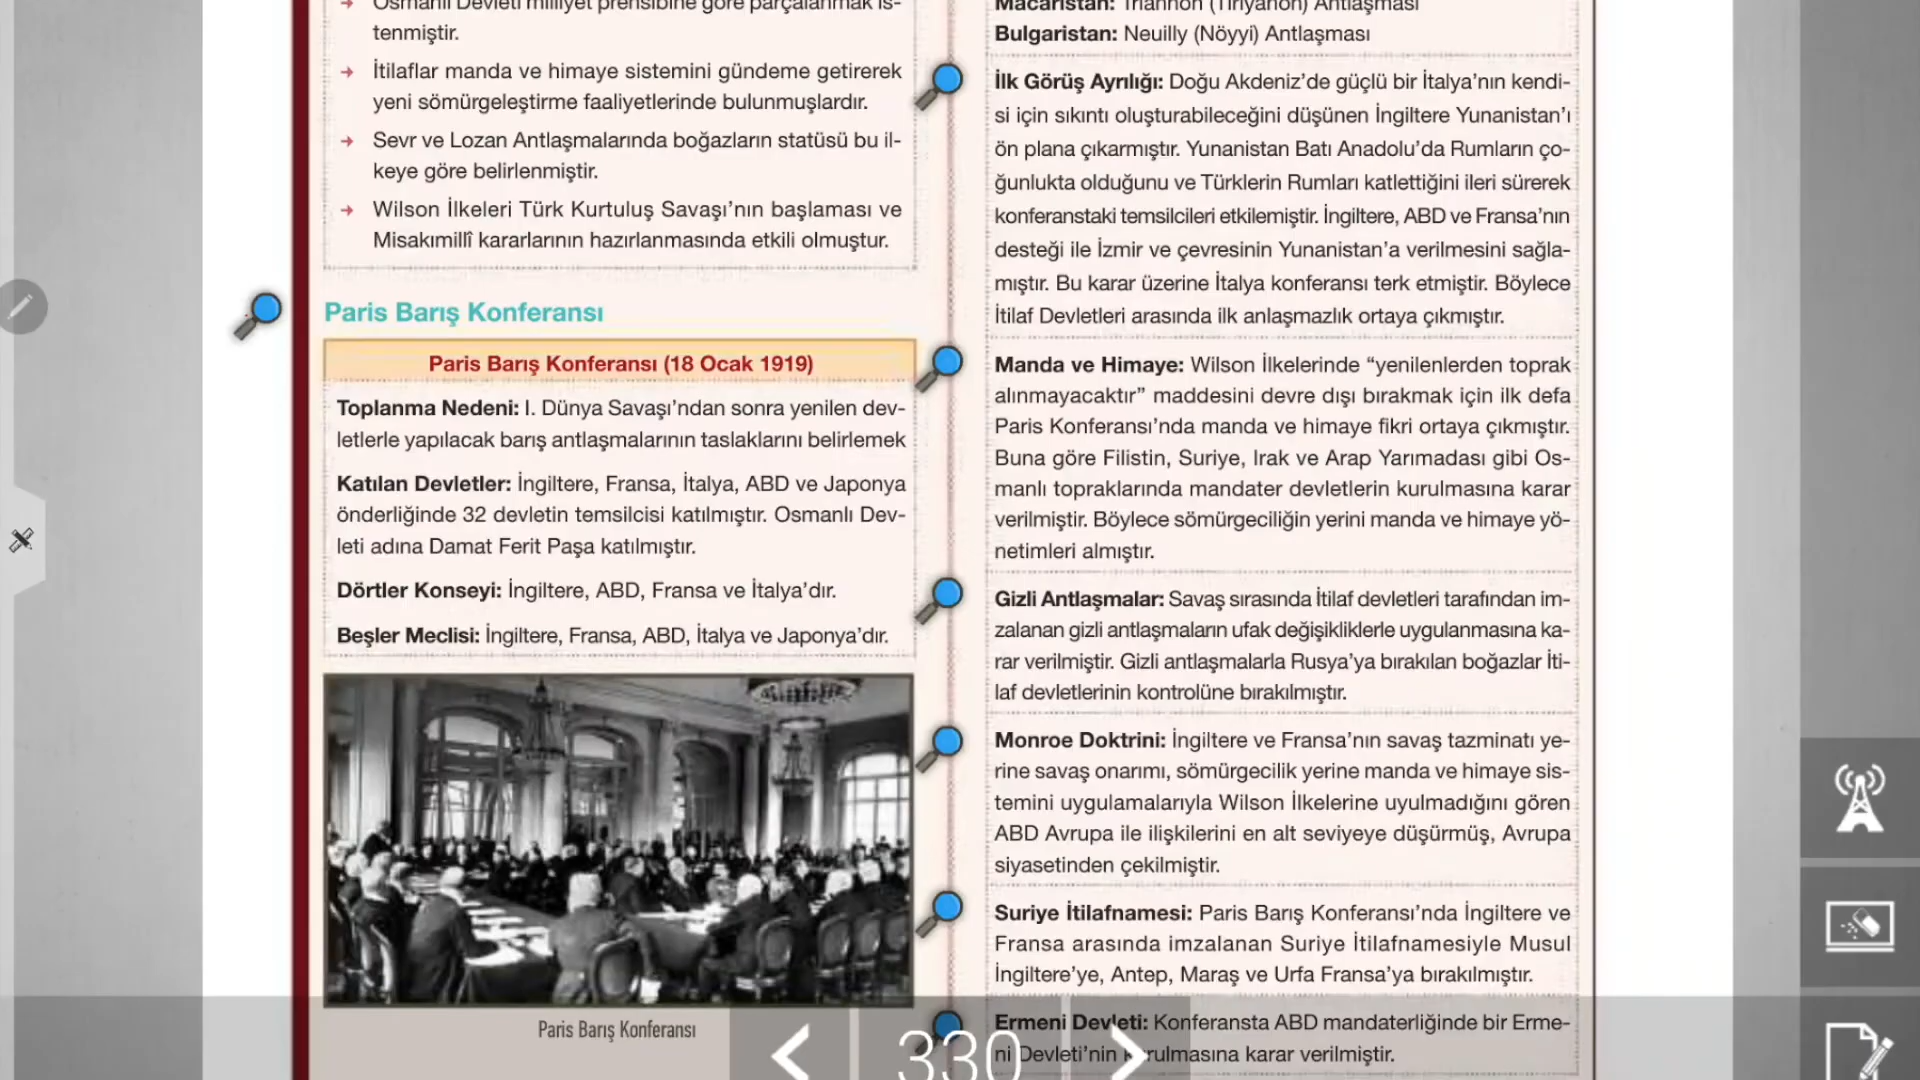 Osmanlı Devleti milliyet prensibine göre parçalanmak is-
tenmiştir.
İtilaflar manda ve himaye sistemini gündeme getirerek
yeni sömürgeleştirme faaliyetlerinde bulunmuşlardır.
Sevr ve Lozan Antlaşmalarında boğazların statüsü bu il-
keye göre belirlenmiştir.
Wilson İlkeleri Türk Kurtuluş Savaşı’nın başlaması ve
Misakımillî kararlarının hazırlanmasında etkili olmuştur.
Paris Barış Konferansı
Paris Barış Konferansı (18 Ocak 1919)
Toplanma Nedeni: I. Dünya Savaşı’ndan sonra yenilen dev-
letlerle yapılacak barış antlaşmalarının taslaklarını belirlemek
Katılan Devletler: İngiltere, Fransa, İtalya, ABD ve Japonya
önderliğinde 32 devletin temsilcisi katılmıştır. Osmanlı Dev-
leti adına Damat Ferit Paşa katılmıştır.
Dörtler Konseyi: İngiltere, ABD, Fransa ve İtalya’dır.
Beşler Meclisi: İngiltere, Fransa, ABD, İtalya ve Japonya’dır.
Paris Barış Konferansı
Macaristan: Triannon (Tiriyanon) Antlaşması
Bulgaristan: Neuilly (Nöyyi) Antlaşması
İlk Görüş Ayrılığı: Doğu Akdeniz’de güçlü bir İtalya’nın kendi-
si için sıkıntı oluşturabileceğini düşünen İngiltere Yunanistan’ı
ön plana çıkarmıştır. Yunanistan Batı Anadolu’da Rumların ço-
ğunlukta olduğunu ve Türklerin Rumları katlettiğini ileri sürerek
konferanstaki temsilcileri etkilemiştir. İngiltere, ABD ve Fransa’nın
desteği ile İzmir ve çevresinin Yunanistan’a verilmesini sağla-
mıştır. Bu karar üzerine İtalya konferansı terk etmiştir. Böylece
İtilaf Devletleri arasında ilk anlaşmazlık ortaya çıkmıştır.
Manda ve Himaye: Wilson İlkelerinde “yenilenlerden toprak
alınmayacaktır” maddesini devre dışı bırakmak için ilk defa
Paris Konferansı’nda manda ve himaye fikri ortaya çıkmıştır.
Buna göre Filistin, Suriye, Irak ve Arap Yarımadası gibi Os-
manlı topraklarında mandater devletlerin kurulmasına karar
verilmiştir. Böylece sömürgeciliğin yerini manda ve himaye yö-
netimleri almıştır.
Gizli Antlaşmalar: Savaş sırasında İtilaf devletleri tarafından im-
zalanan gizli antlaşmaların ufak değişikliklerle uygulanmasına ka-
rar verilmiştir. Gizli antlaşmalarla Rusya’ya bırakılan boğazlar İti-
laf devletlerinin kontrolüne bırakılmıştır.
Monroe Doktrini: İngiltere ve Fransa’nın savaş tazminatı ye-
rine savaş onarımı, sömürgecilik yerine manda ve himaye sis-
temini uygulamalarıyla Wilson İlkelerine uyulmadığını gören
ABD Avrupa ile ilişkilerini en alt seviyeye düşürmüş, Avrupa
siyasetinden çekilmiştir.
Suriye İtilafnamesi: Paris Barış Konferansı’nda İngiltere ve
Fransa arasında imzalanan Suriye İtilafnamesiyle Musul
İngiltere’ye, Antep, Maraş ve Urfa Fransa’ya bırakılmıştır.
Ermeni Devleti: Konferansta ABD mandaterliğinde bir Erme-
ni Devleti’nin kurulmasına karar verilmiştir.
330